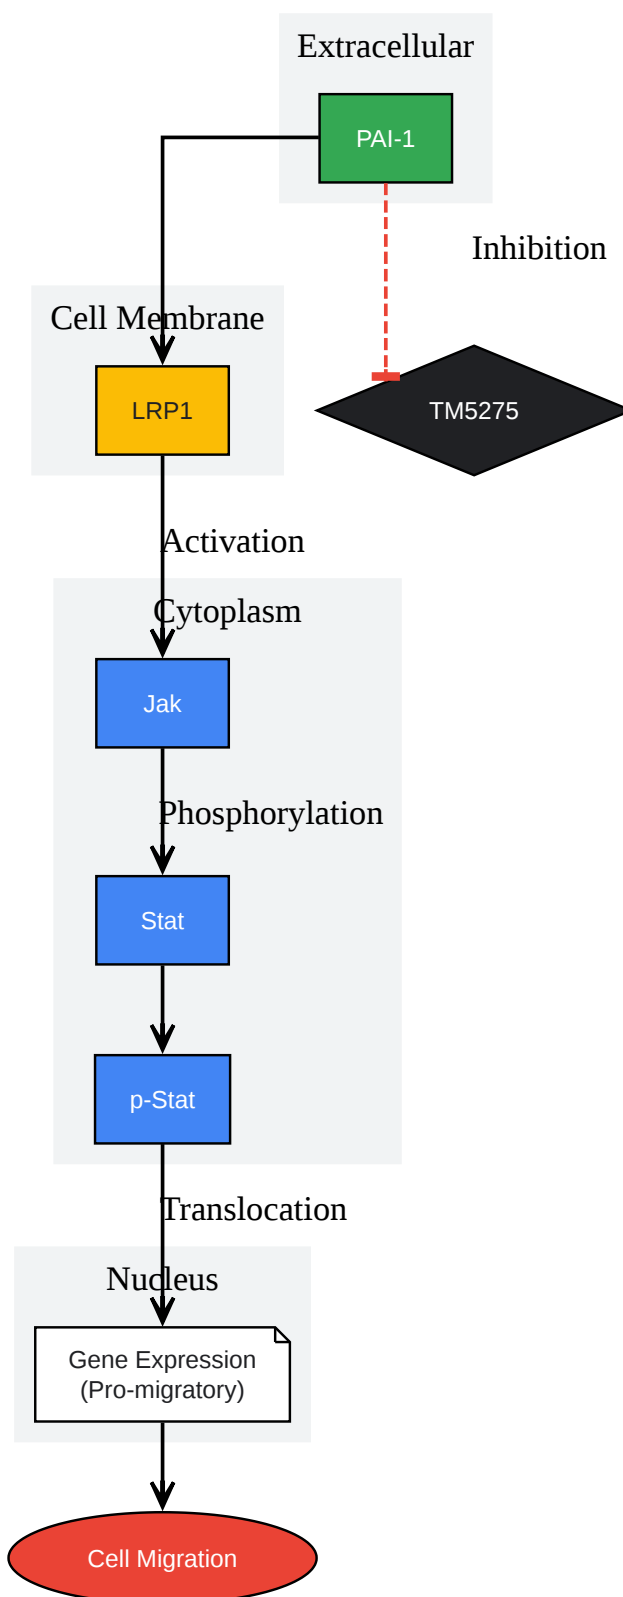 Extracellular
PAI-1
Inhibition
Cell Membrane
LRP1
TM5275
Activation
Cytoplasm
Jak
Phosphorylation
Stat
p-Stat
Translocation
Nucleus
Gene Expression
(Pro-migratory)
Cell Migration